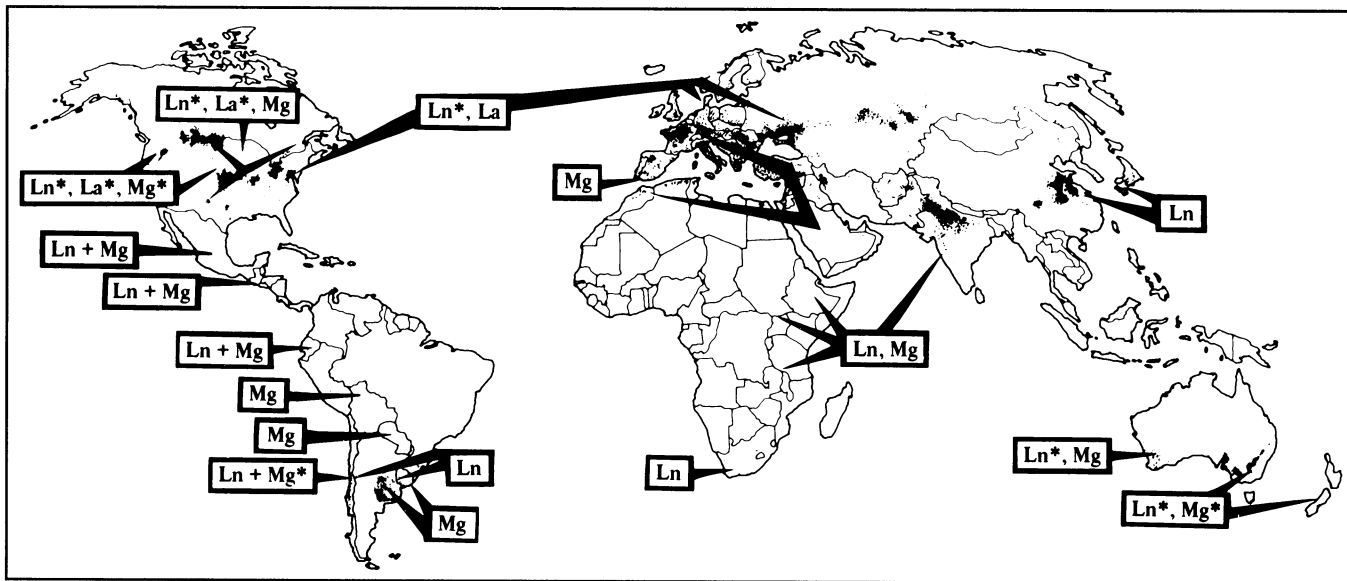 Ln*, La*, Mg
Ln*, La
Ln*, La*, Mg*
Mg
Ln
Ln + Mg
Ln + Mg
Ln + Mg
Ln, Mg
Mg
Mg
Ln + Mg*
Ln
Ln
Ln*, Mg
Mg
Ln*, Mg*